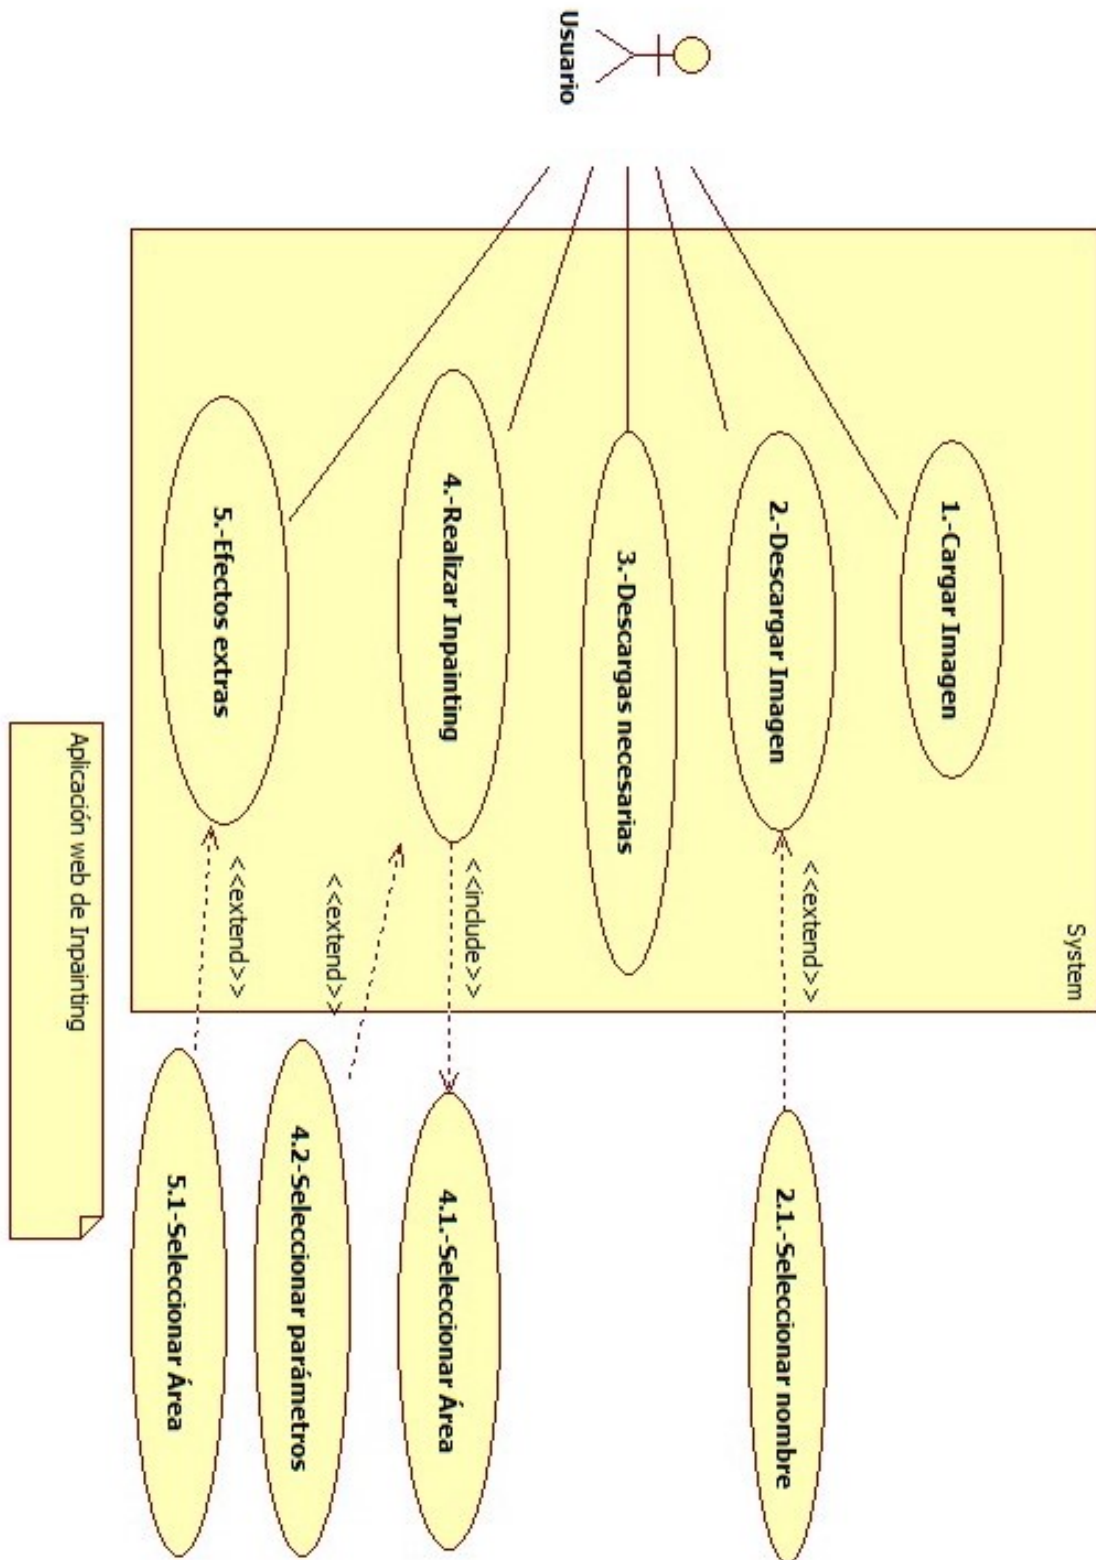 System
Usuario
1.-Cargar Imagen
2.-Descargar Imagen
<<extend>>
2.1.-Seleccionar nombre
3.-Descargas necesarias
4.-Realizar Inpainting
<<include>>
4.1.-Seleccionar Área
<<extend>>
4.2-Seleccionar parámetros
5.-Efectos extras
<<extend>>
5.1-Seleccionar Área
Aplicación web de Inpainting